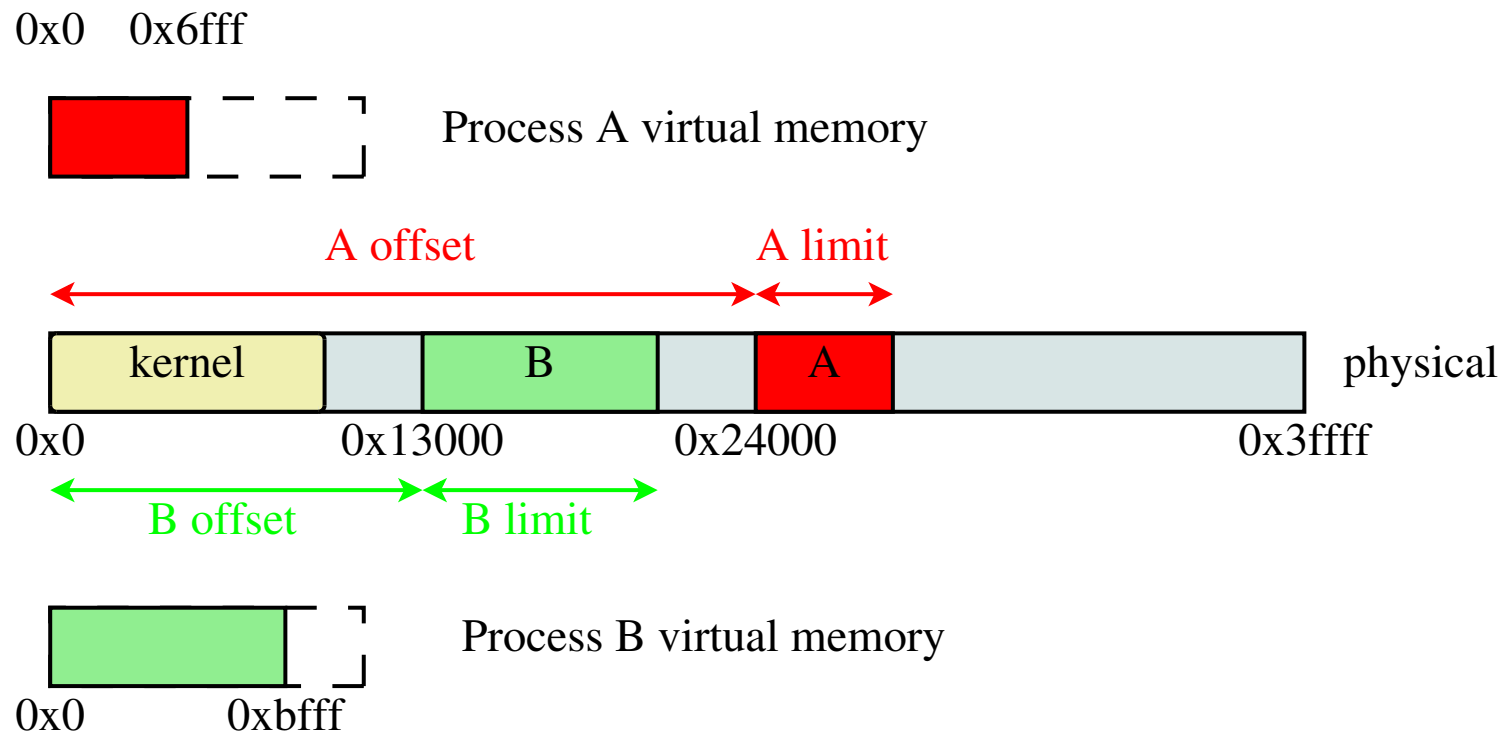 0x0 0x6fff
Process A virtual memory
A offset A limit
kernel B A physical
0x0 0x13000 0x24000 0x3ffff
B offset B limit
Process B virtual memory
0x0 0xbfff